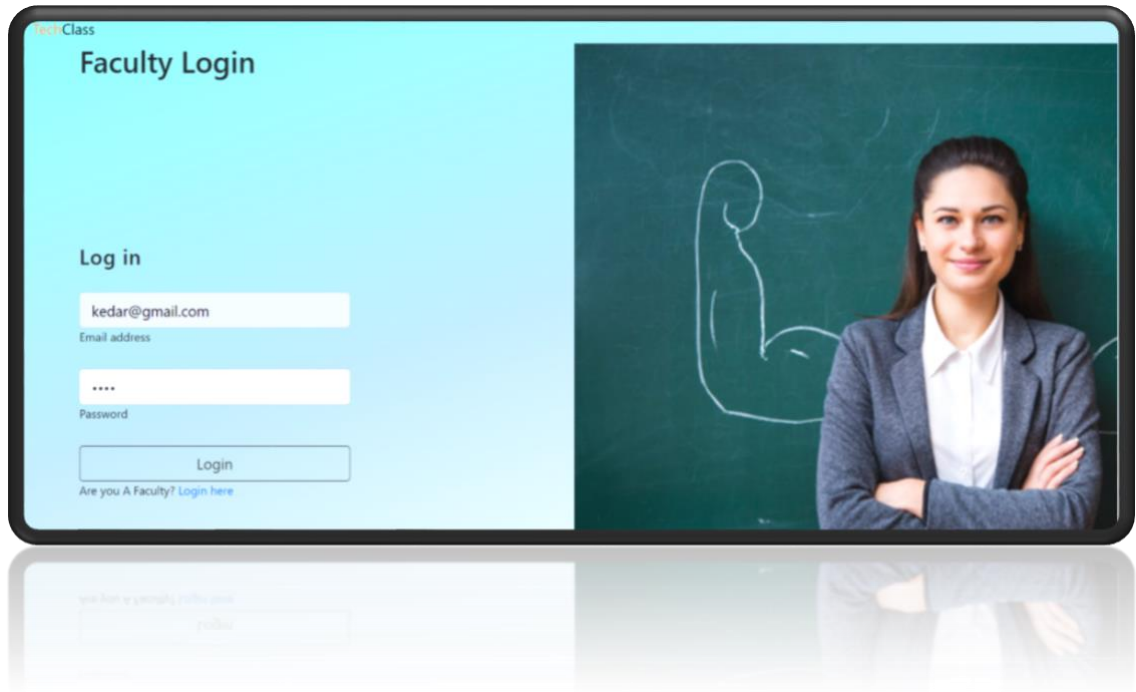 TechClass
Faculty Login
Log in
kedar@gmail.com
Email address
••••
Password
Login
Are you A Faculty? Login here